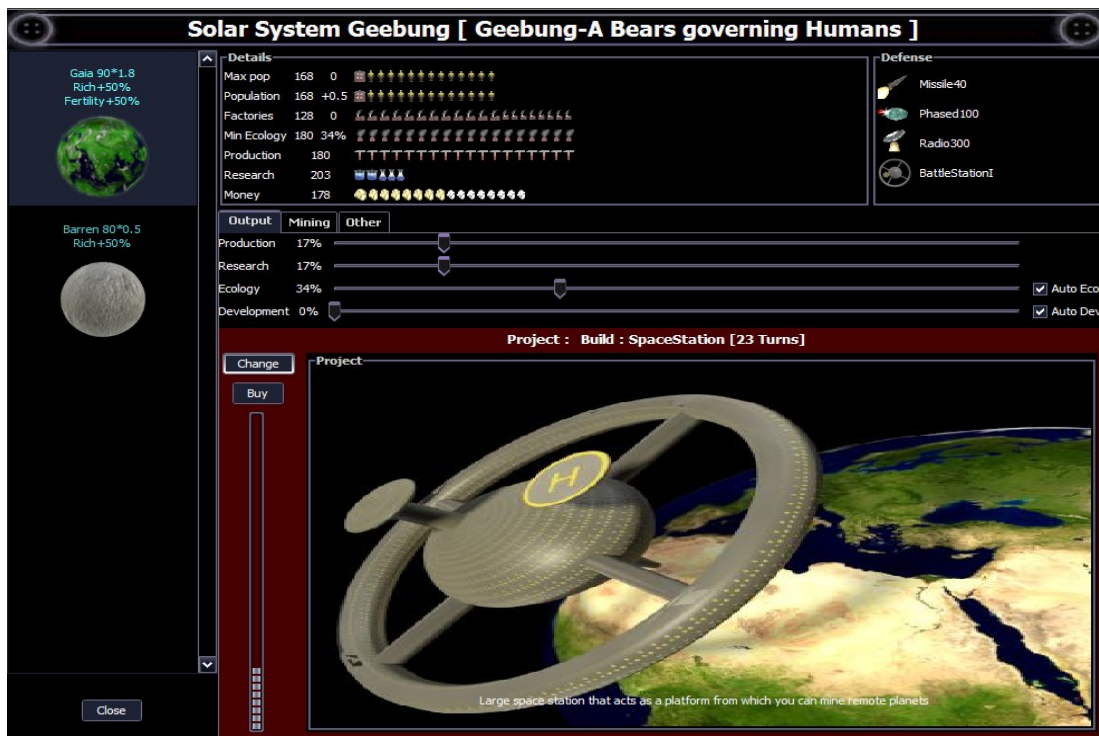 Solar System Geebung [ Geebung-A Bears governing Humans ]
Gaia 90*1.8
Rich+50%
Fertility+50%
Barren 80*0.5
Rich+50%
Close
Details
Max pop 168 0
Population 168 +0.5
Factories 128 0
Min Ecology 180 34%
Production 180
Research 203
Money 178
Defense
Missile40
Phased100
Radio300
BattleStationI
Output Mining Other
Production 17%
Research 17%
Ecology 34% Auto Eco
Development 0% Auto Dev
Project : Build : SpaceStation [23 Turns]
Change
Buy
Project
H
Large space station that acts as a platform from which you can mine remote planets